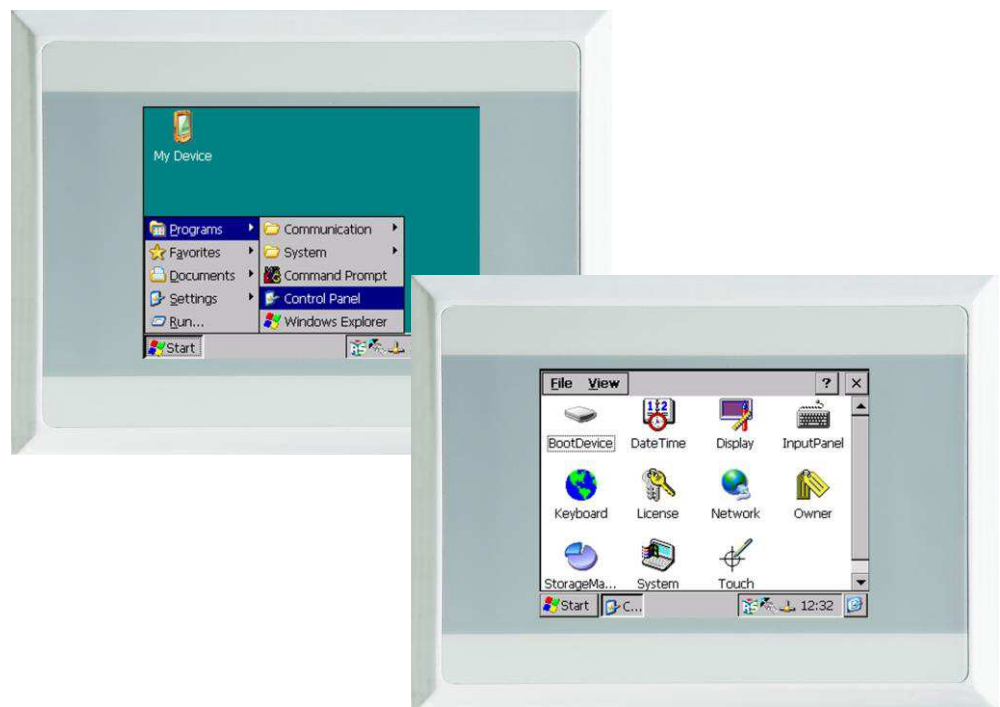 My Device
Programs
Communication
Favorites
System
Documents
Command Prompt
Settings
Control Panel
Run...
Windows Explorer
Start
File View ? ×
BootDevice DateTime Display InputPanel
Keyboard License Network Owner
StorageMa... System Touch
Start C... 12:32